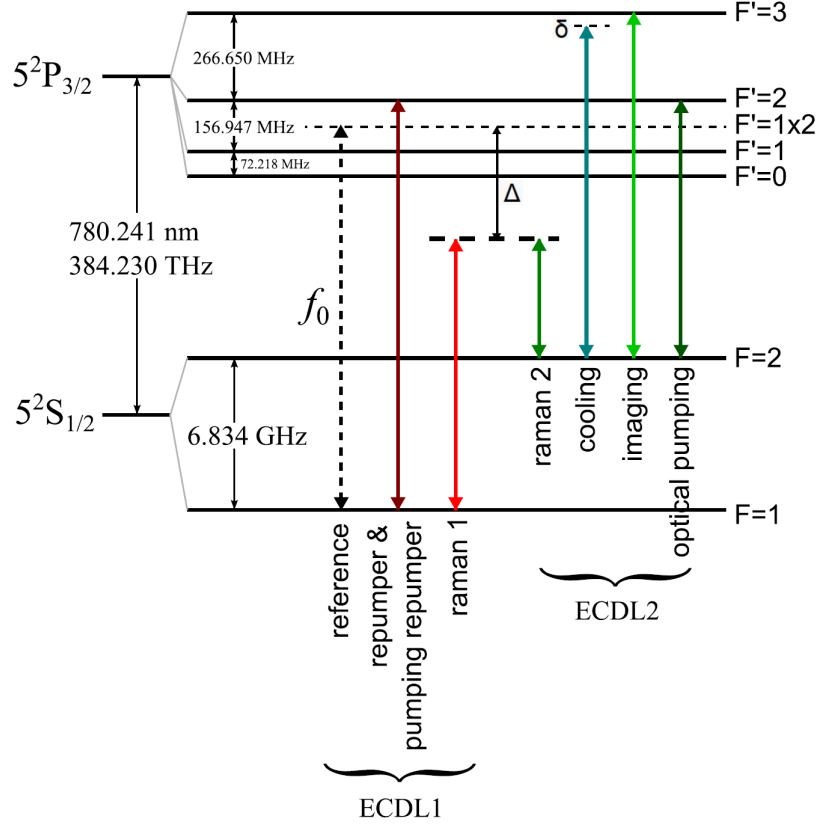 F'=3
δ
266.650 MHz
5²P₃/₂
F'=2
156.947 MHz
F'=1x2
F'=1
72.218 MHz
F'=0
Δ
780.241 nm
384.230 THz
f₀
F=2
5²S₁/₂
6.834 GHz
F=1
reference
repumper &
pumping repumper
raman 1
raman 2
cooling
imaging
optical pumping
ECDL2
ECDL1